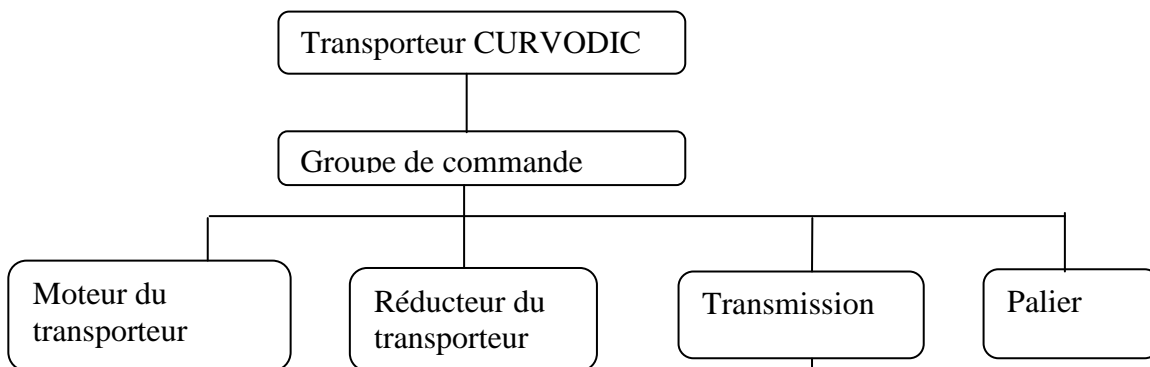 Transporteur CURVODIC
Groupe de commande
Moteur du
transporteur
Réducteur du
transporteur
Transmission
Palier